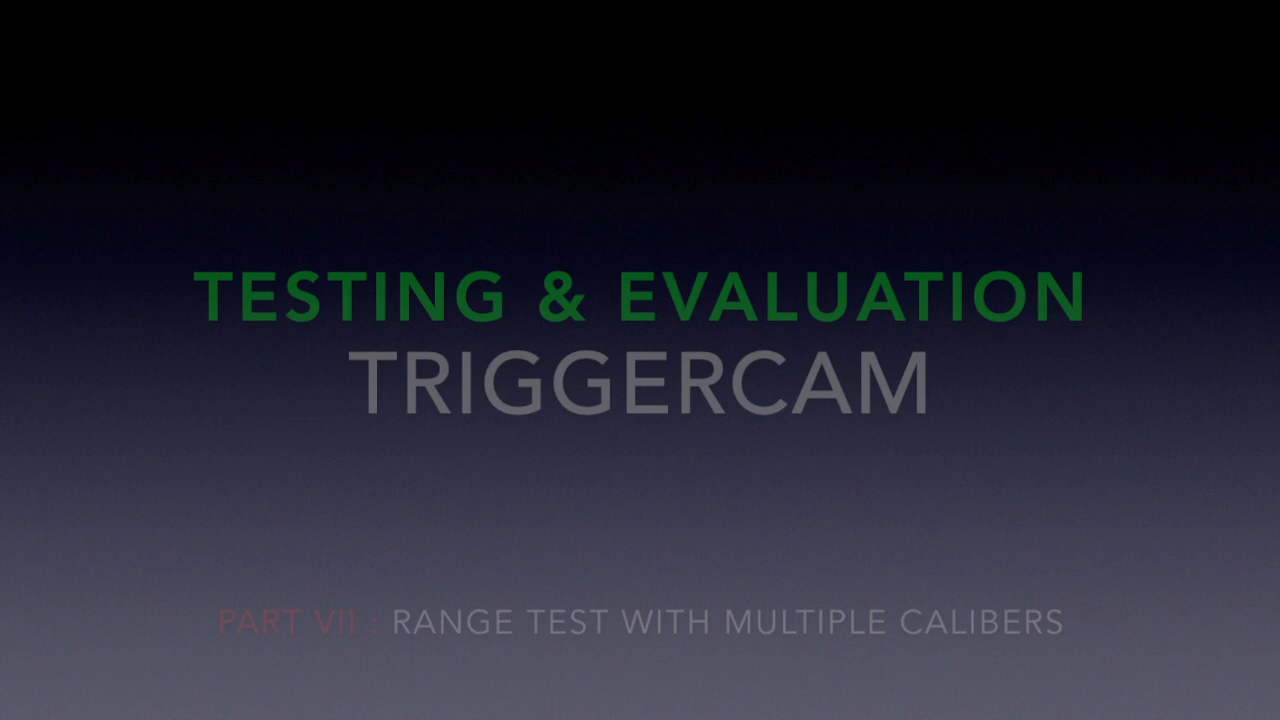 TESTING & EVALUATION
TRIGGERCAM
PART VII : RANGE TEST WITH MULTIPLE CALIBERS